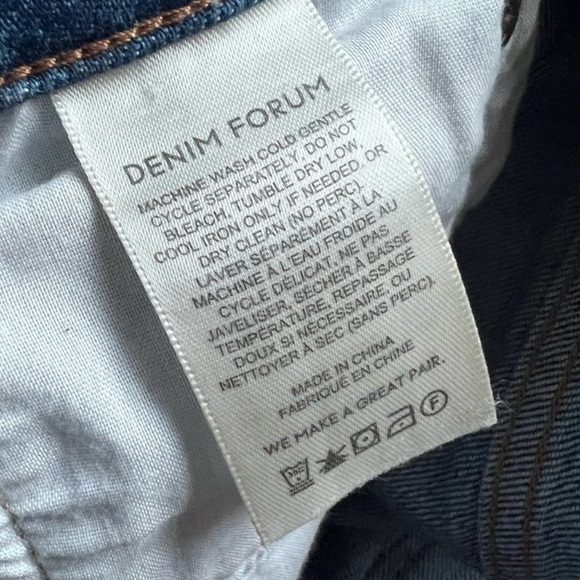 DENIM FORUM
MACHINE WASH COLD GENTLE
CYCLE SEPARATELY, DO NOT
BLEACH, TUMBLE DRY LOW,
COOL IRON ONLY IF NEEDED, OR
DRY CLEAN (NO PERC).
LAVER SÉPARÉMENT À LA
MACHINE À L'EAU FROIDE AU
CYCLE DÉLICAT, NE PAS
JAVELISER, SÉCHER À BASSE
TEMPÉRATURE, REPASSAGE
DOUX SI NÉCESSAIRE, OU
NETTOYER À SEC (SANS PERC).
MADE IN CHINA
FABRIQUÉ EN CHINE
WE MAKE A GREAT PAIR.
F